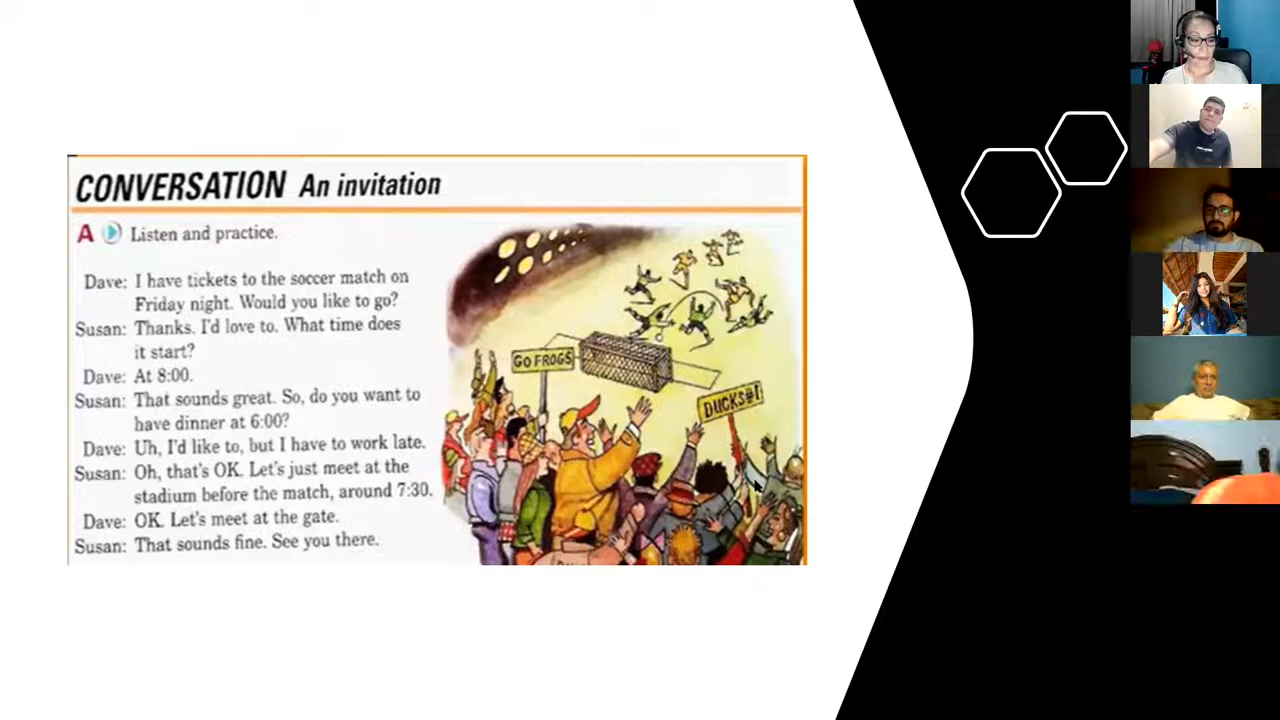 CONVERSATION An invitation
A Listen and practice.
Dave: I have tickets to the soccer match on
Friday night. Would you like to go?
Susan: Thanks. I'd love to. What time does
it start?
Dave: At 8:00.
Susan: That sounds great. So, do you want to
have dinner at 6:00?
Dave: Uh, I'd like to, but I have to work late.
Susan: Oh, that's OK. Let's just meet at the
stadium before the match, around 7:30.
Dave: OK. Let's meet at the gate.
Susan: That sounds fine. See you there.
GO FROGS
DUCKS#1